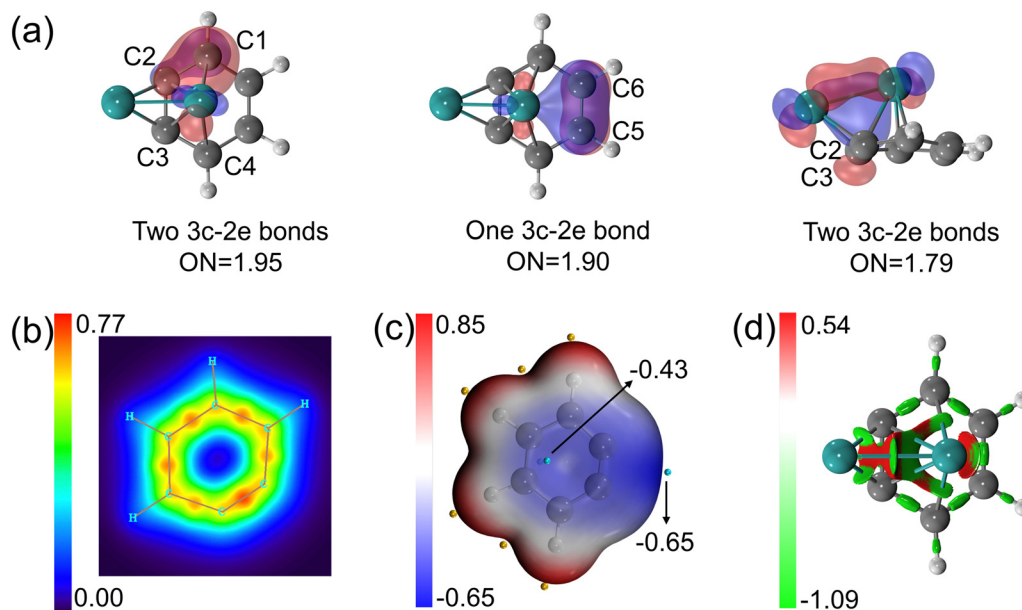 (a)
C1
C2
C3
C4
Two 3c-2e bonds
ON=1.95
C6
C5
One 3c-2e bond
ON=1.90
C2
C3
Two 3c-2e bonds
ON=1.79
(b)
0.77
0.00
H
H
H
H
C
C
C
C
C
C
(c)
0.85
-0.65
-0.43
-0.65
(d)
0.54
-1.09